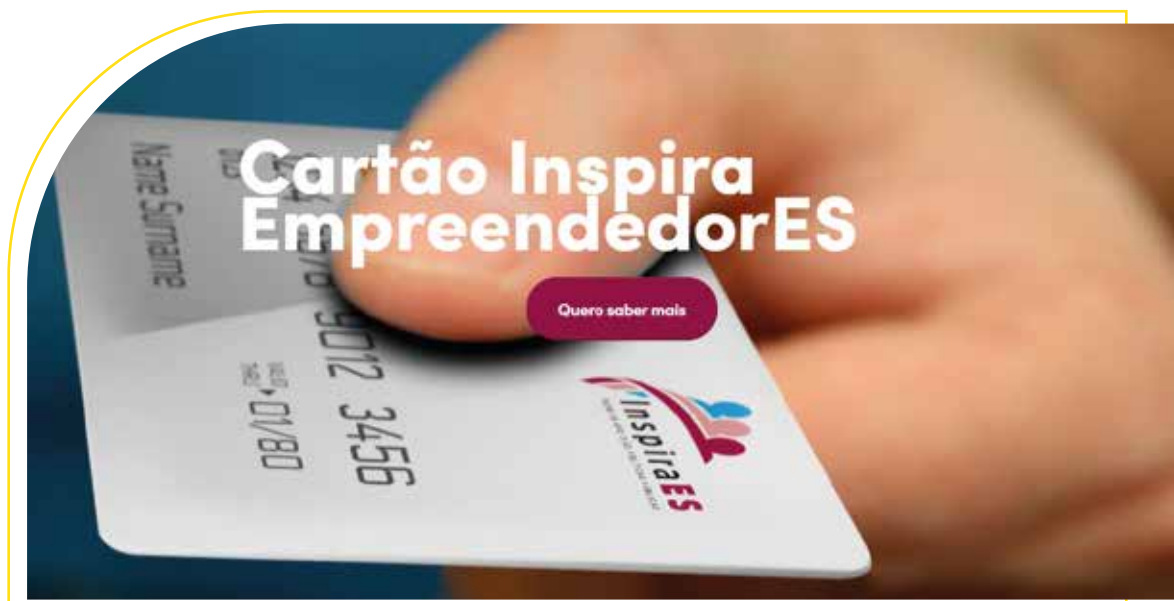 Cartão Inspira
EmpreendedorES
Quero saber mais
Name Surname
9012 3456
01/80
InspiraES